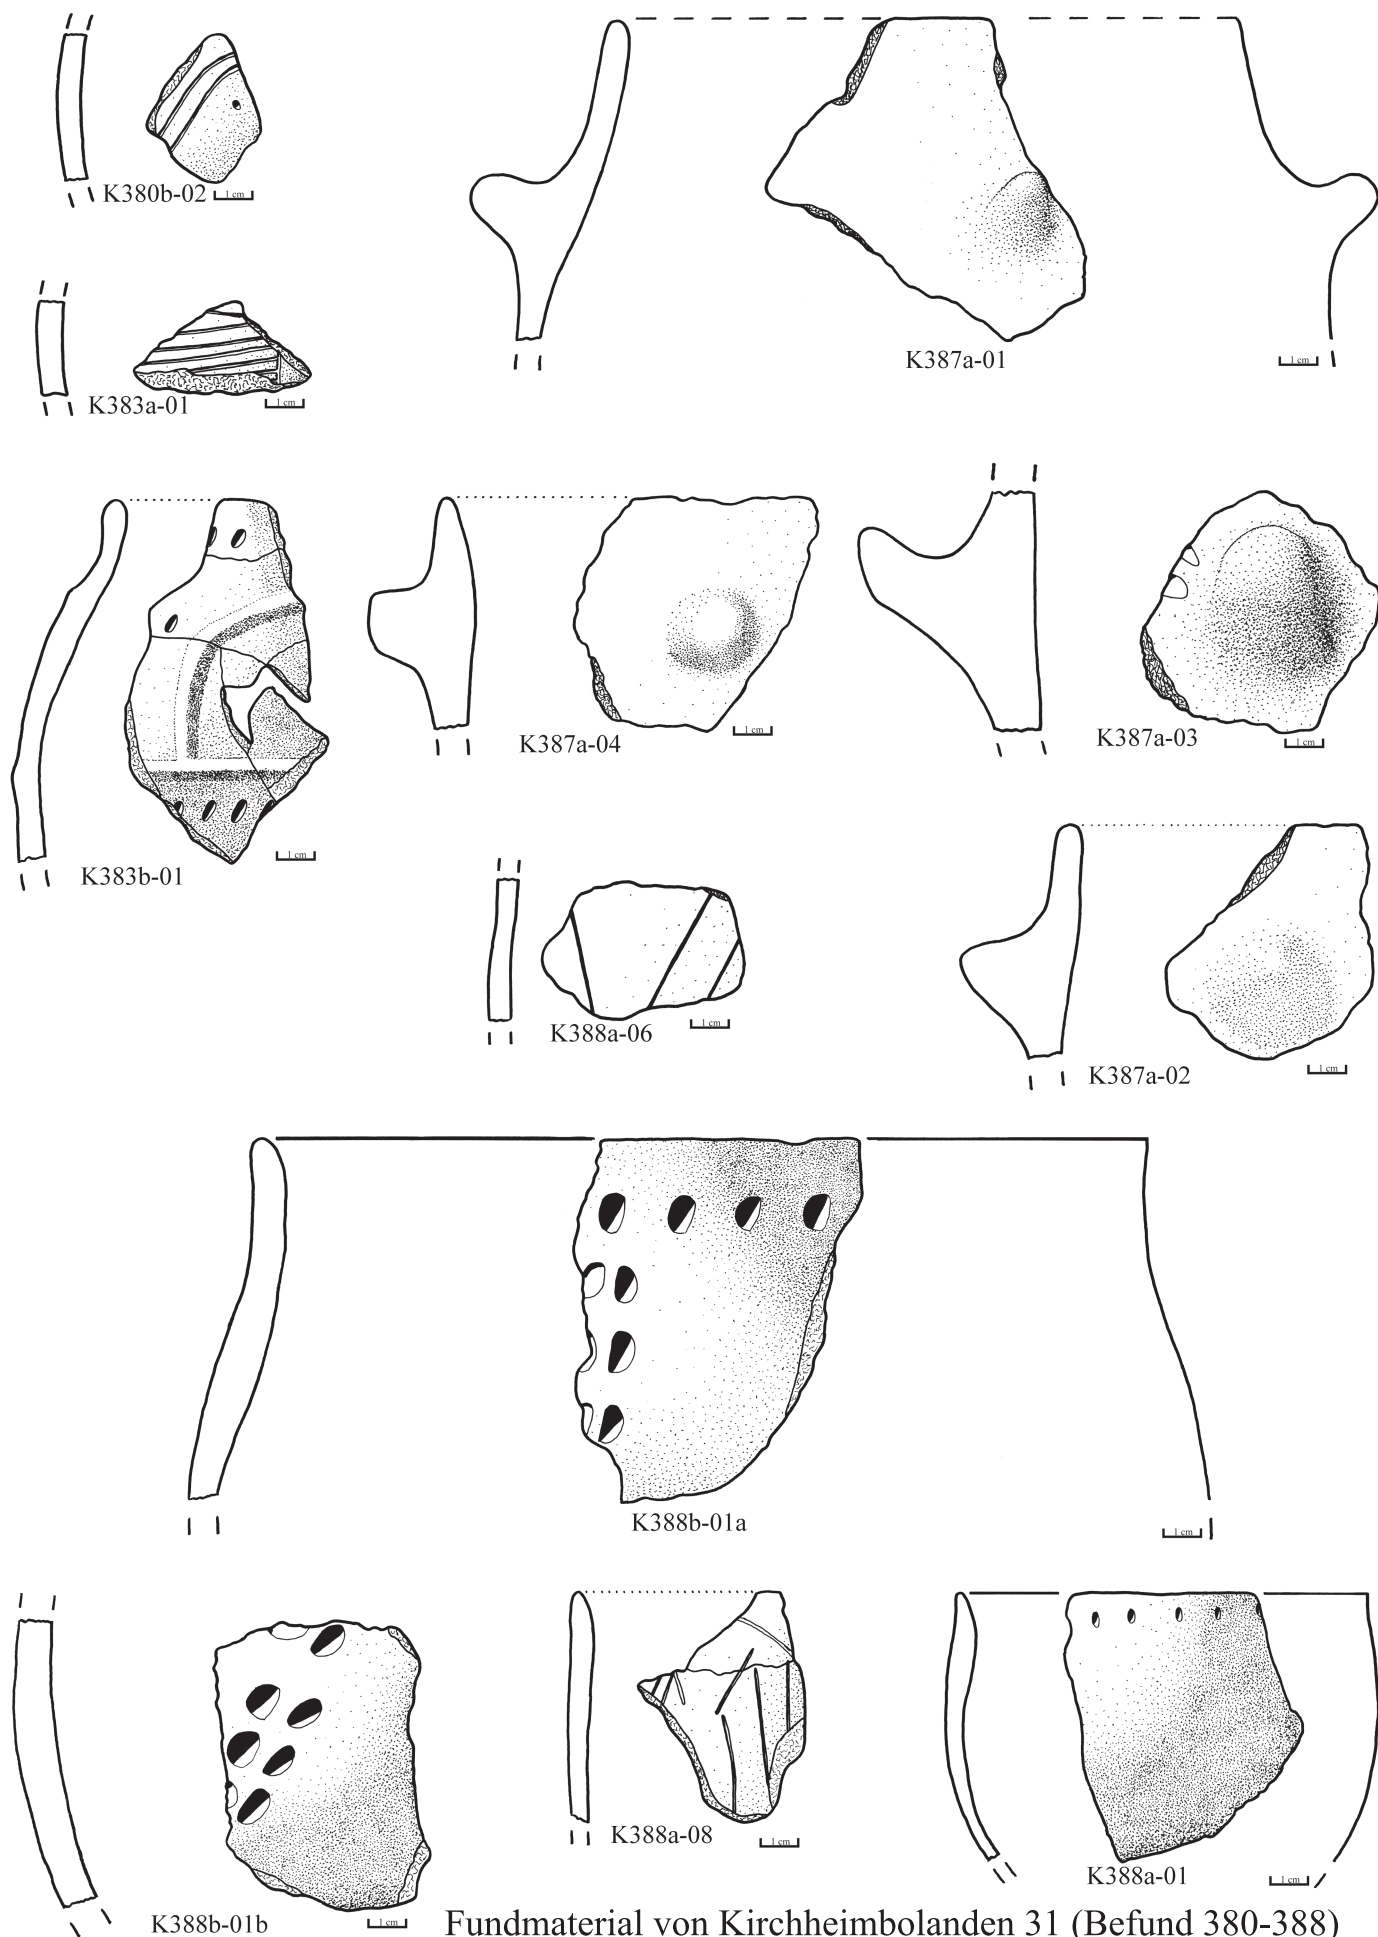 K380b-02
1 cm
K387a-01
1 cm
K383a-01
1 cm
K383b-01
1 cm
K387a-04
1 cm
K387a-03
1 cm
K388a-06
1 cm
K387a-02
1 cm
K388b-01a
1 cm
K388b-01b
1 cm
K388a-08
1 cm
K388a-01
1 cm
Fundmaterial von Kirchheimbolanden 31 (Befund 380-388)